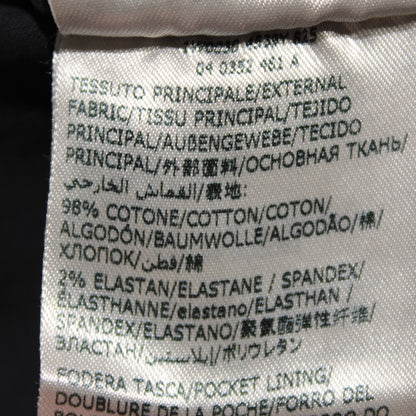 04 0352 461 A
TESSUTO PRINCIPALE/EXTERNAL
FABRIC/TISSU PRINCIPAL/TEJIDO
PRINCIPAL/AUßENGEWEBE/TECIDO
PRINCIPAL/外部面料/ОСНОВНАЯ ТКАНЬ/
القماش الخارجي/表地:
98% COTONE/COTTON/COTON/
ALGODÓN/BAUMWOLLE/ALGODÃO/棉/
ХЛОПОК/قطن/綿
2% ELASTAN/ELASTANE / SPANDEX/
ELASTHANNE/elastano/ELASTHAN /
SPANDEX/ELASTANO/聚氨酯弹性纤维/
ЭЛАСТАН/إيلاستين/ポリウレタン
FODERA TASCA/POCKET LINING/
DOUBLURE DE LA POCHE/FORRO DEL